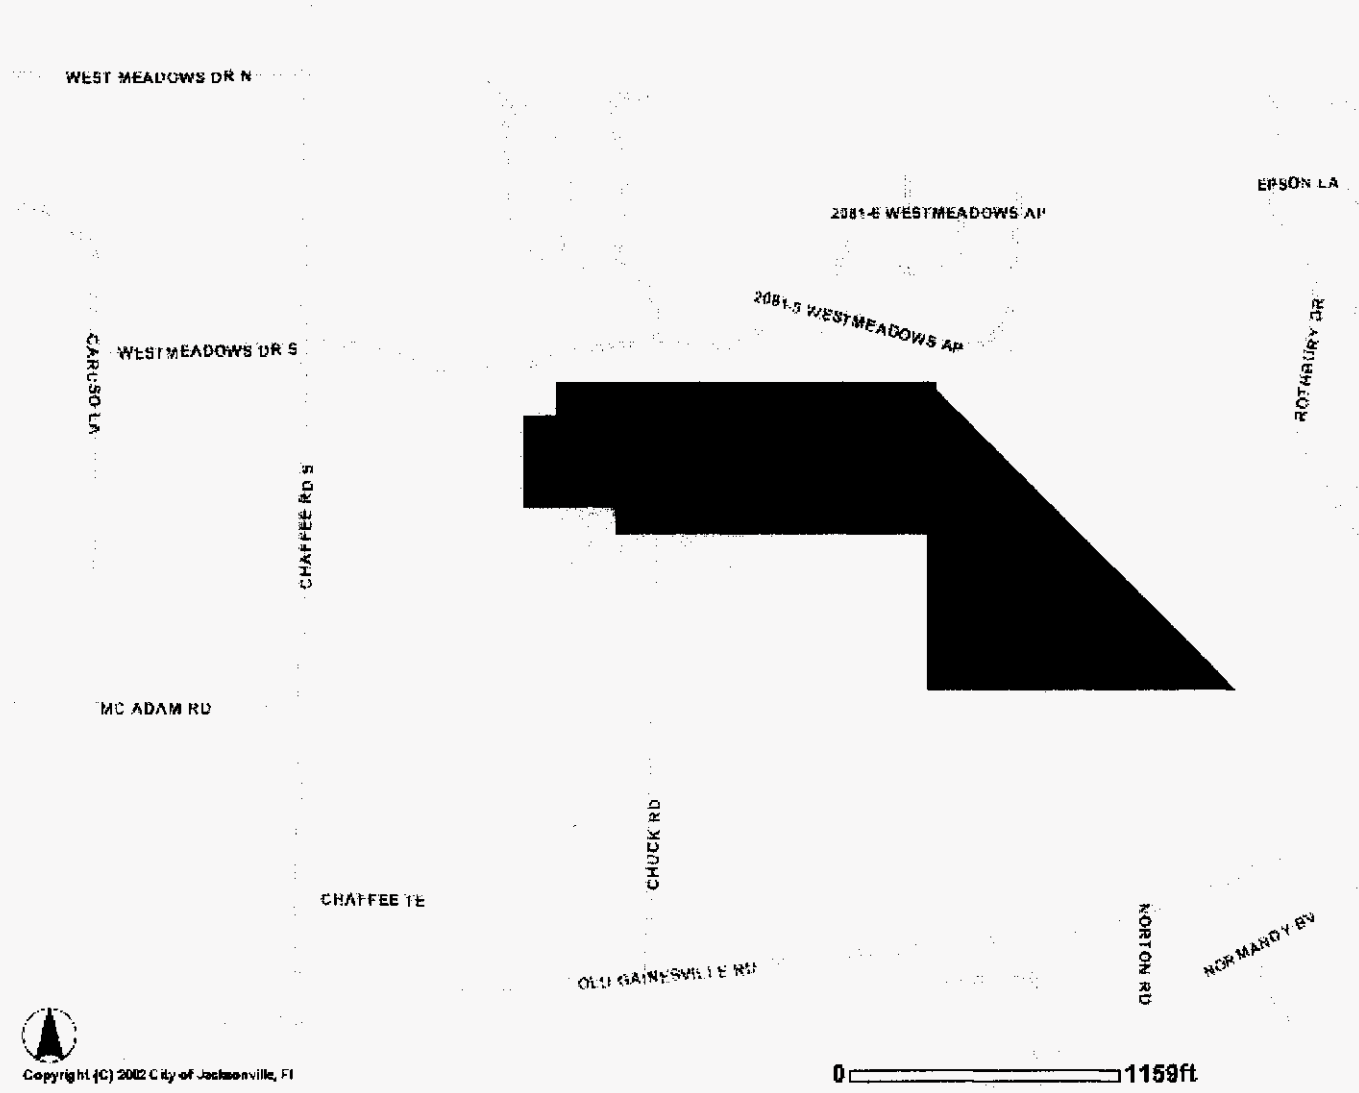 WEST MEADOWS DR N
EPSON LA
2081-6 WESTMEADOWS AP
2081-5 WESTMEADOWS AP
ROTHBURY DR
CARUSO LA
WESTMEADOWS DR S
CHAFFEE RD S
MC ADAM RD
CHUCK RD
CHAFFEE TE
NORTON RD
NORMANDY BV
OLD GAINESVILLE RD
Copyright (C) 2002 City of Jacksonville, Fl
0 1159ft